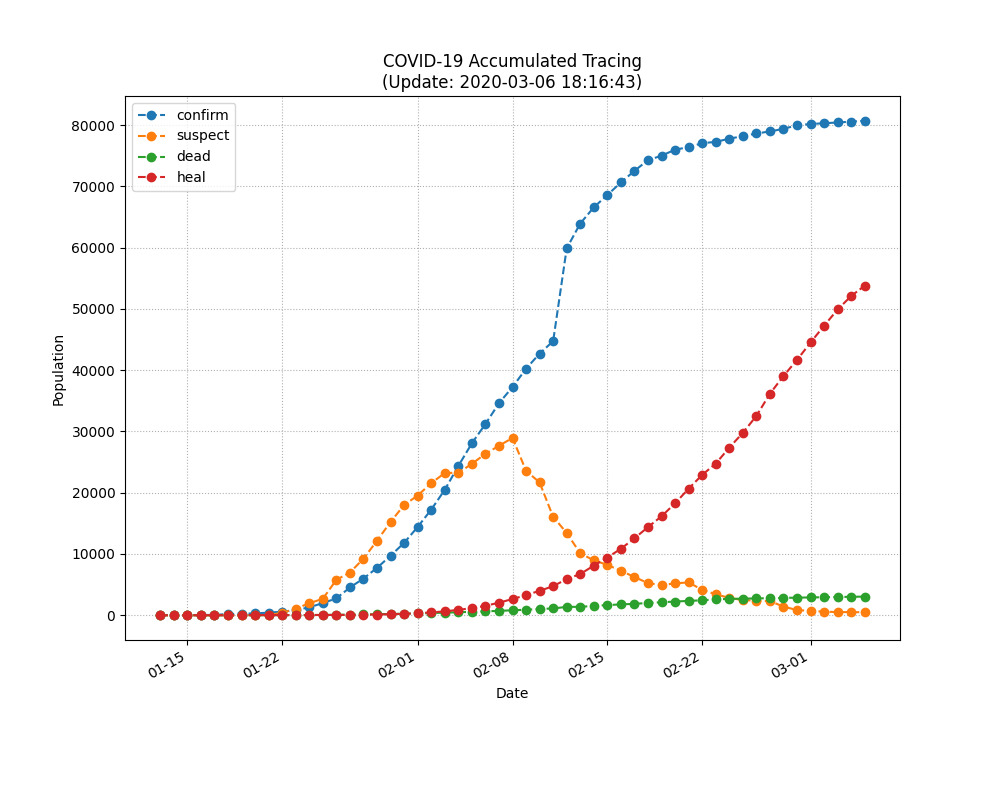 COVID-19 Accumulated Tracing
(Update: 2020-03-06 18:16:43)
confirm
suspect
dead
heal
80000
70000
60000
50000
40000
30000
20000
10000
0
Population
01-15
01-22
02-01
02-08
02-15
02-22
03-01
Date